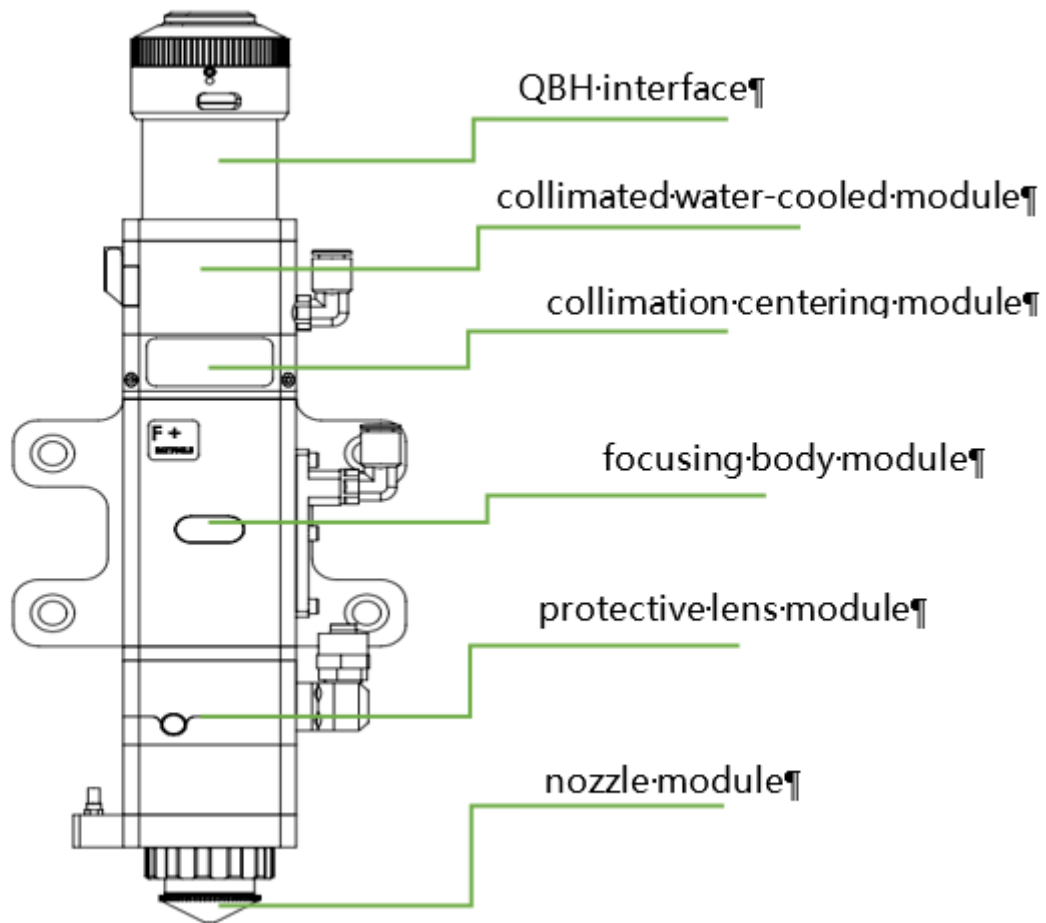 QBH·interface¶
collimated·water-cooled·module¶
collimation·centering·module¶
F +
focusing·body·module¶
protective·lens·module¶
nozzle·module¶